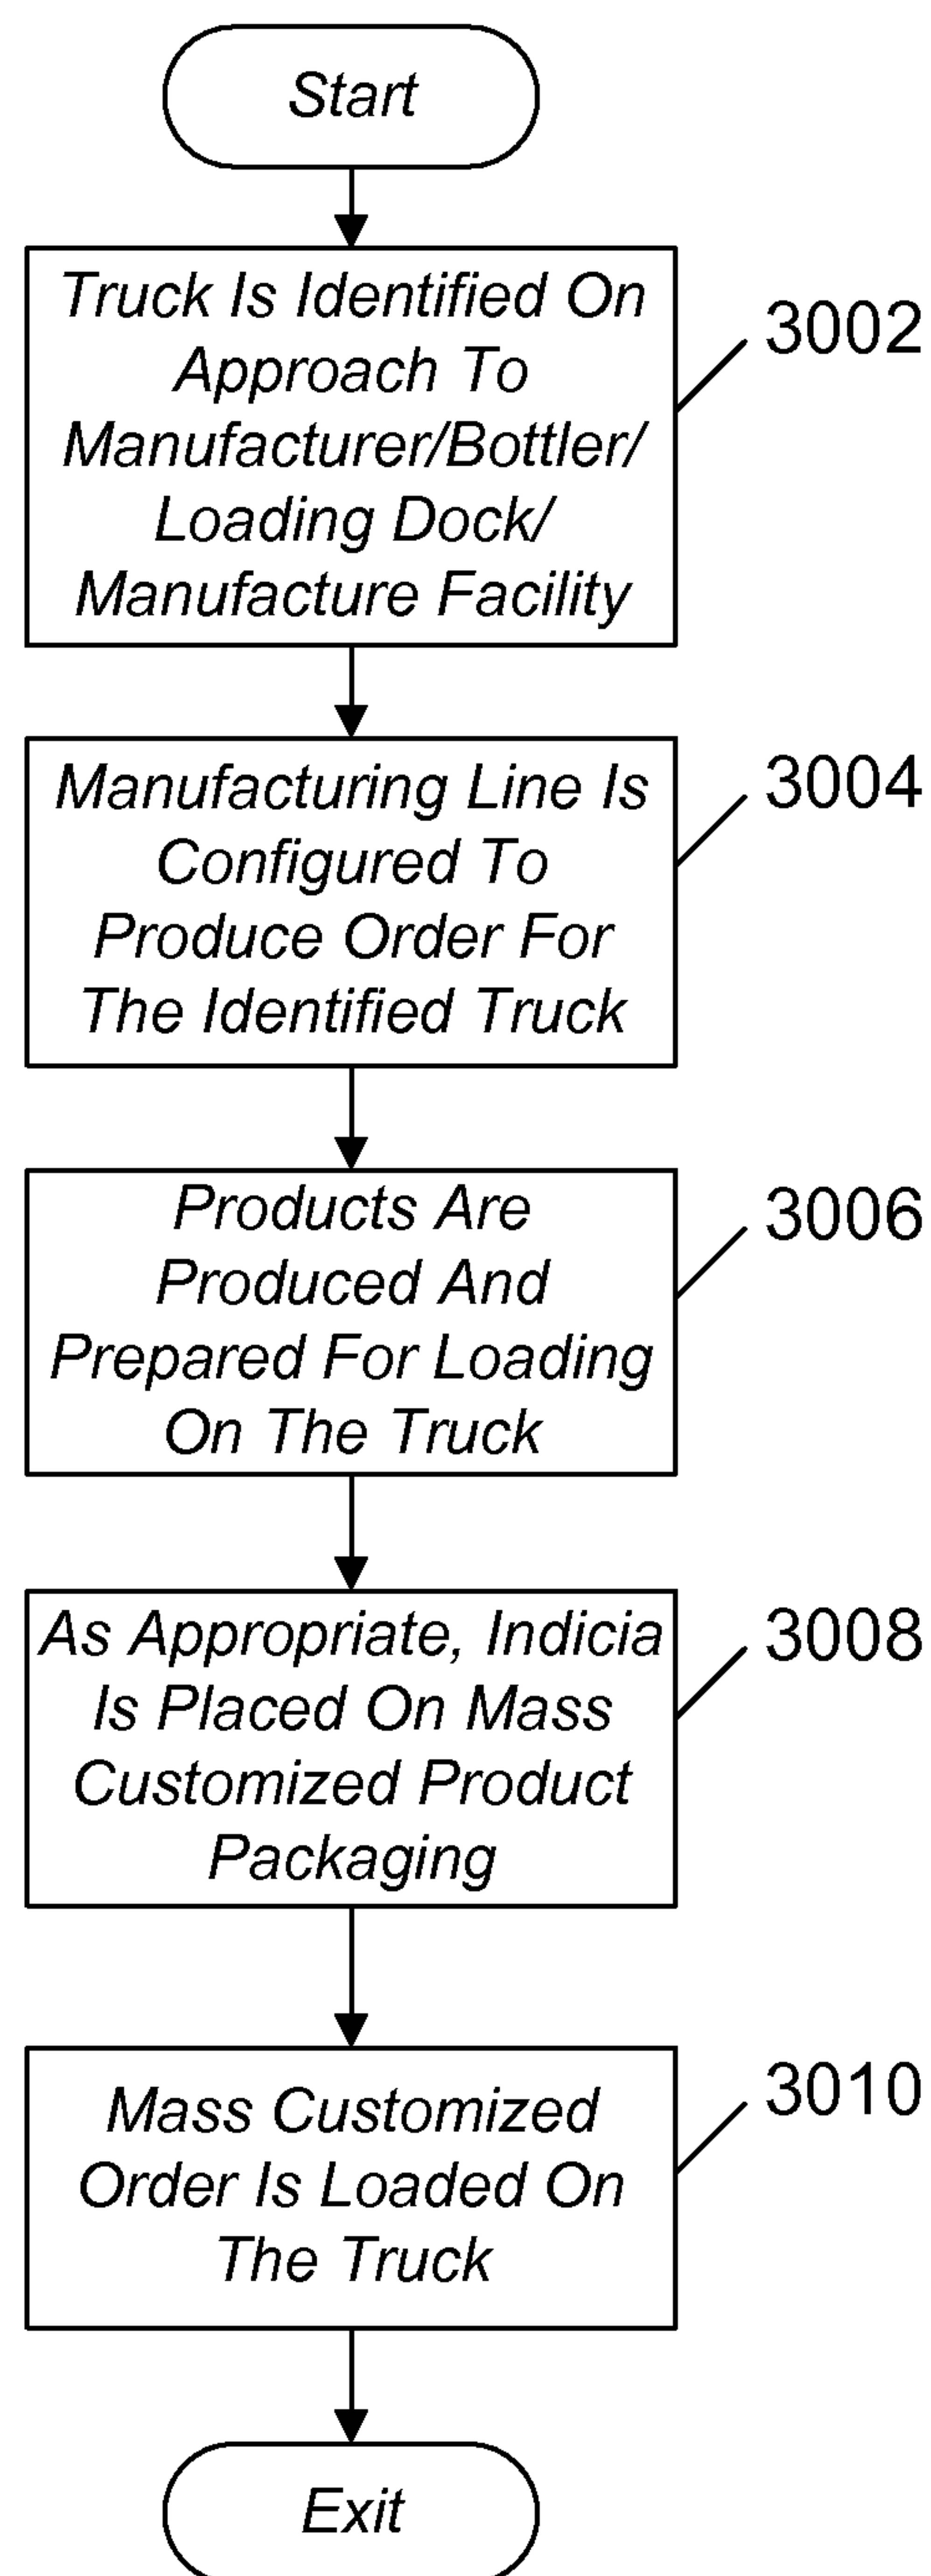 Start
Truck Is Identified On
Approach To
Manufacturer/Bottler/
Loading Dock/
Manufacture Facility
3002
Manufacturing Line Is
Configured To
Produce Order For
The Identified Truck
3004
Products Are
Produced And
Prepared For Loading
On The Truck
3006
As Appropriate, Indicia
Is Placed On Mass
Customized Product
Packaging
3008
Mass Customized
Order Is Loaded On
The Truck
3010
Exit